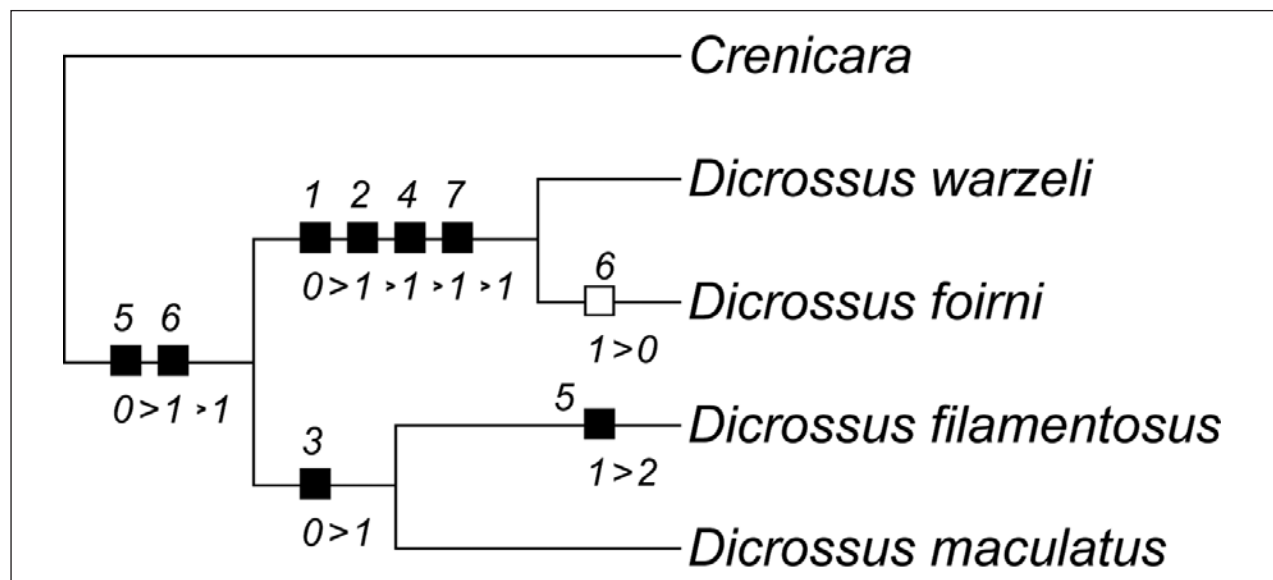 Crenicara
1 2 4 7
Dicrossus warzeli
0>1 >1 >1 >1
6
Dicrossus foirni
1>0
5 6
0>1 >1
5
Dicrossus filamentosus
1>2
3
0>1
Dicrossus maculatus